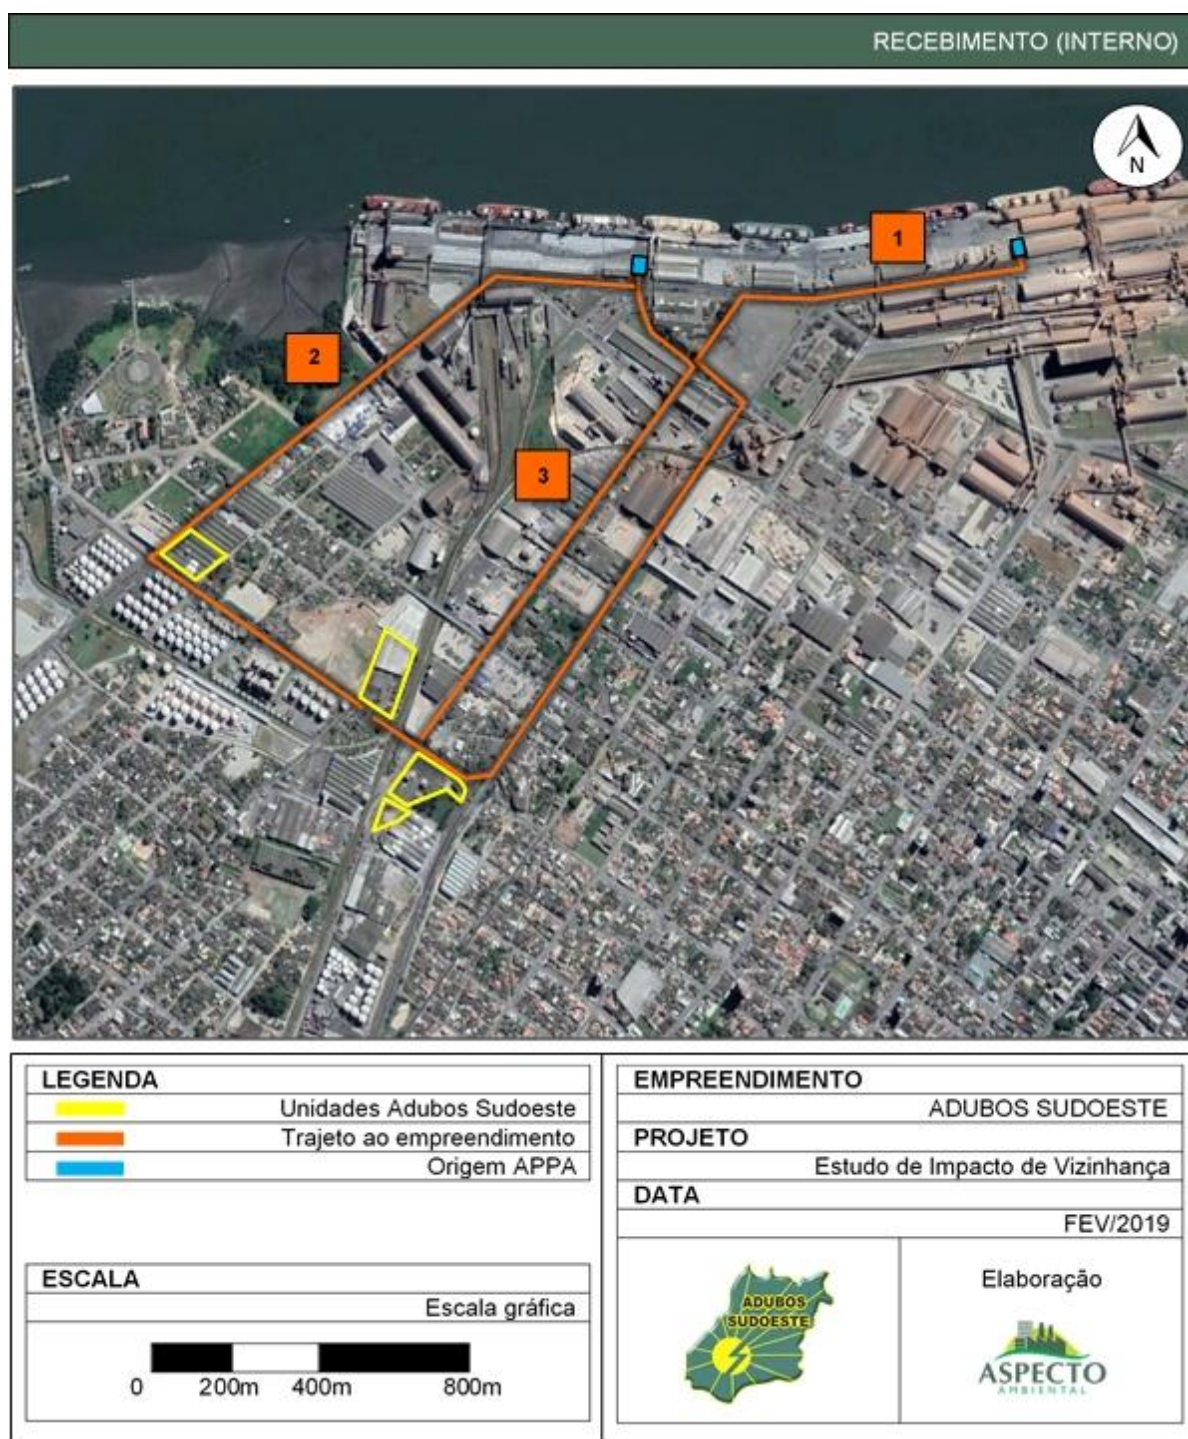 RECEBIMENTO (INTERNO)
N
1
2
3
LEGENDA
Unidades Adubos Sudoeste
Trajeto ao empreendimento
Origem APPA
ESCALA
Escala gráfica
0 200m 400m 800m
EMPREENDIMENTO
ADUBOS SUDOESTE
PROJETO
Estudo de Impacto de Vizinhança
DATA
FEV/2019
ADUBOS
SUDOESTE
Elaboração
ASPECTO
AMBIENTAL